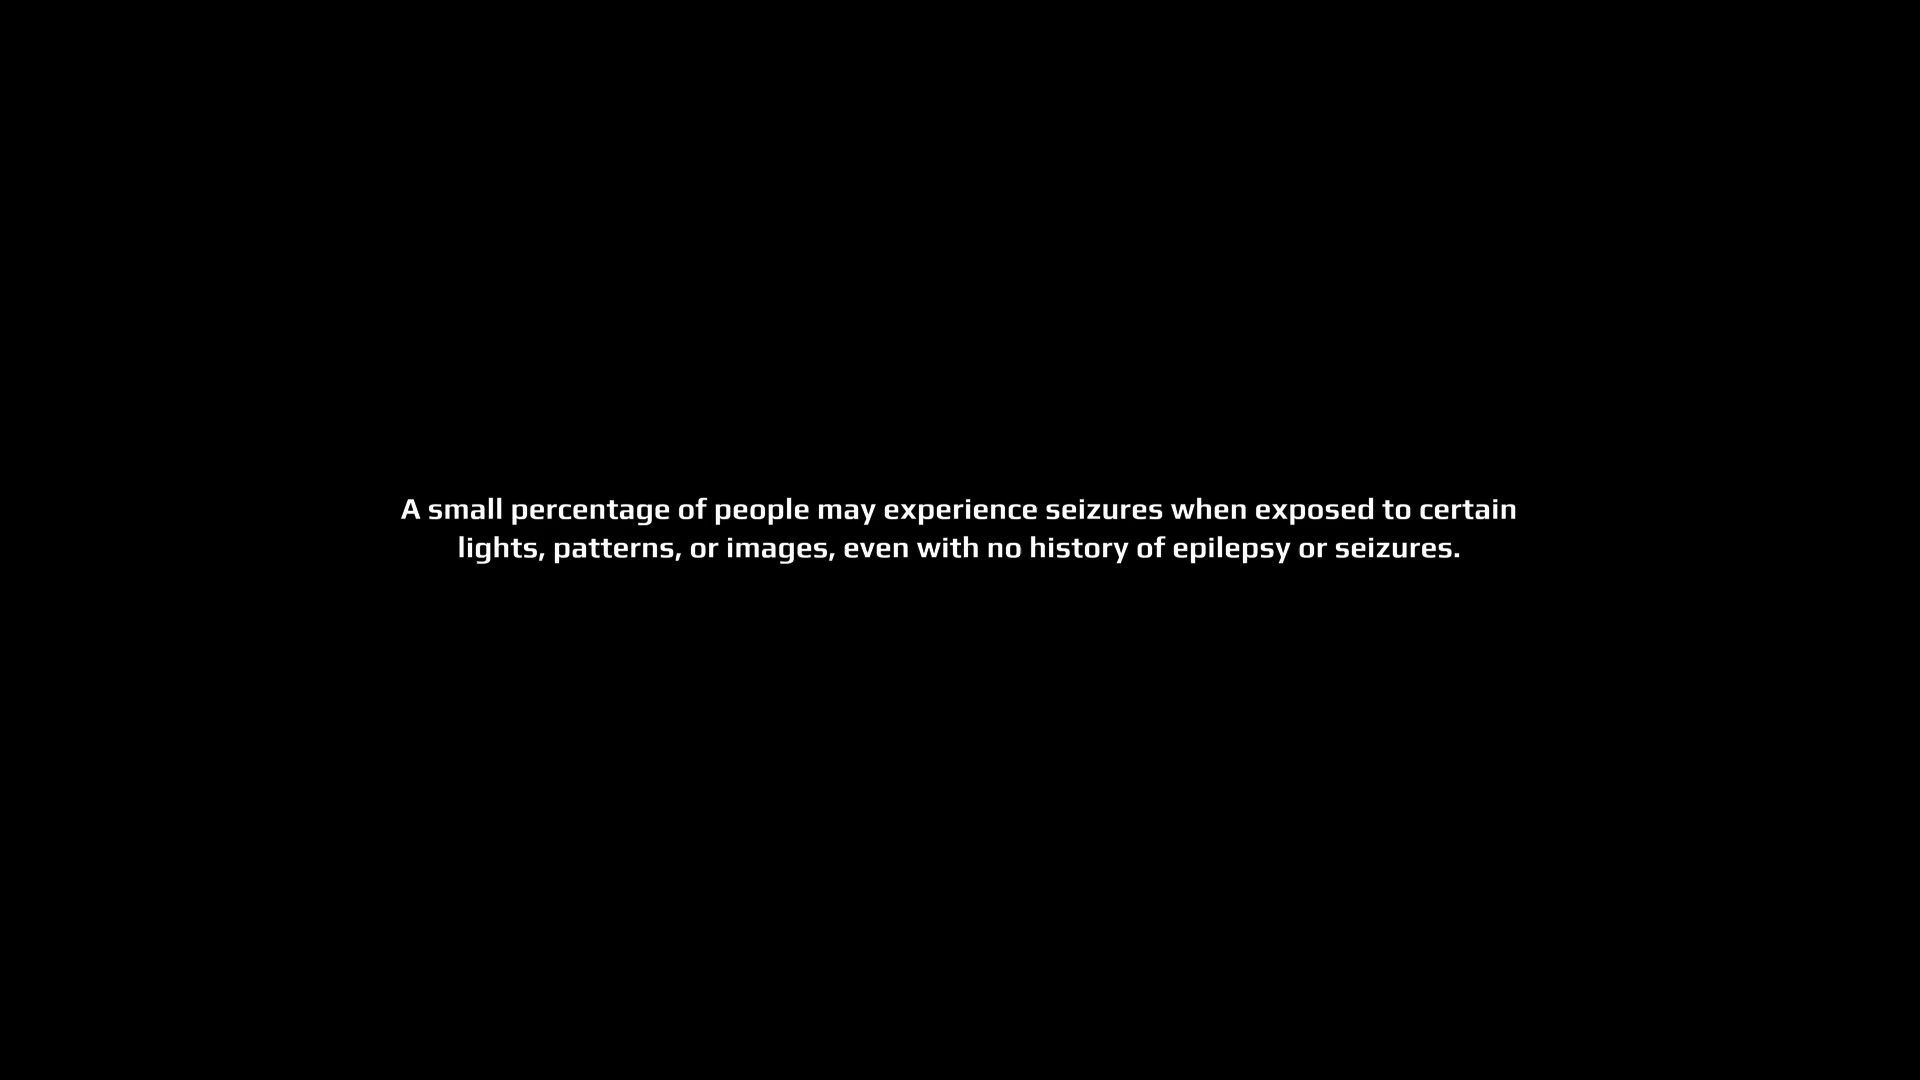 A small percentage of people may experience seizures when exposed to certain
lights, patterns, or images, even with no history of epilepsy or seizures.